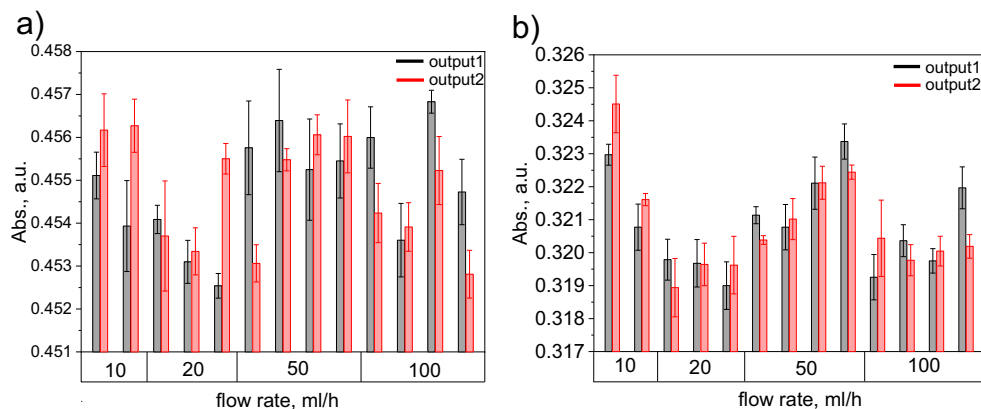 a)
0.458
0.457
0.456
0.455
0.454
0.453
0.452
0.451
Abs., a.u.
output1
output2
10 20 50 100
flow rate, ml/h
b)
0.326
0.325
0.324
0.323
0.322
0.321
0.320
0.319
0.318
0.317
Abs., a.u.
output1
output2
10 20 50 100
flow rate, ml/h